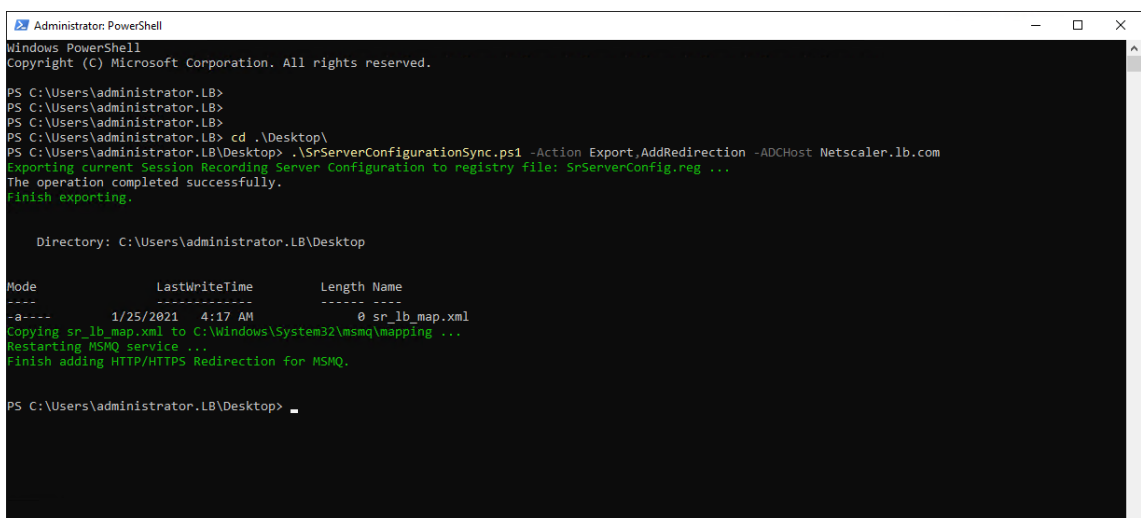 Administrator: PowerShell
Windows PowerShell
Copyright (C) Microsoft Corporation. All rights reserved.
PS C:\Users\administrator.LB>
PS C:\Users\administrator.LB>
PS C:\Users\administrator.LB>
PS C:\Users\administrator.LB> cd .\Desktop\
PS C:\Users\administrator.LB\Desktop> .\SrServerConfigurationSync.ps1 -Action Export,AddRedirection -ADCHost Netscaler.lb.com
Exporting current Session Recording Server Configuration to registry file: SrServerConfig.reg ...
The operation completed successfully.
Finish exporting.
Directory: C:\Users\administrator.LB\Desktop
Mode                LastWriteTime         Length Name
----                -------------         ------ ----
-a----        1/25/2021   4:17 AM              0 sr_lb_map.xml
Copying sr_lb_map.xml to C:\Windows\System32\msmq\mapping ...
Restarting MSMQ service ...
Finish adding HTTP/HTTPS Redirection for MSMQ.
PS C:\Users\administrator.LB\Desktop>